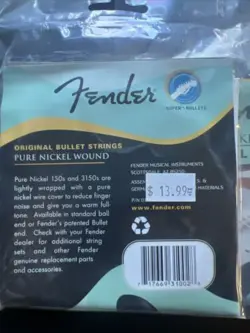 Fender
SUPER BULLETS
ORIGINAL BULLET STRINGS
PURE NICKEL WOUND
Pure Nickel 150s and 3150s are
tightly wrapped with a pure
nickel wire cover to reduce finger
noise and give you a warm full-
tone. Available in standard ball
end or Fender's patented Bullet
end. Check with your Fender
dealer for additional string
sets and other Fender
genuine replacement parts
and accessories.
FENDER MUSICAL INSTRUMENTS
SCOTTSDALE, AZ 85250
$ 13.99
MATERIALS
www.fender.com